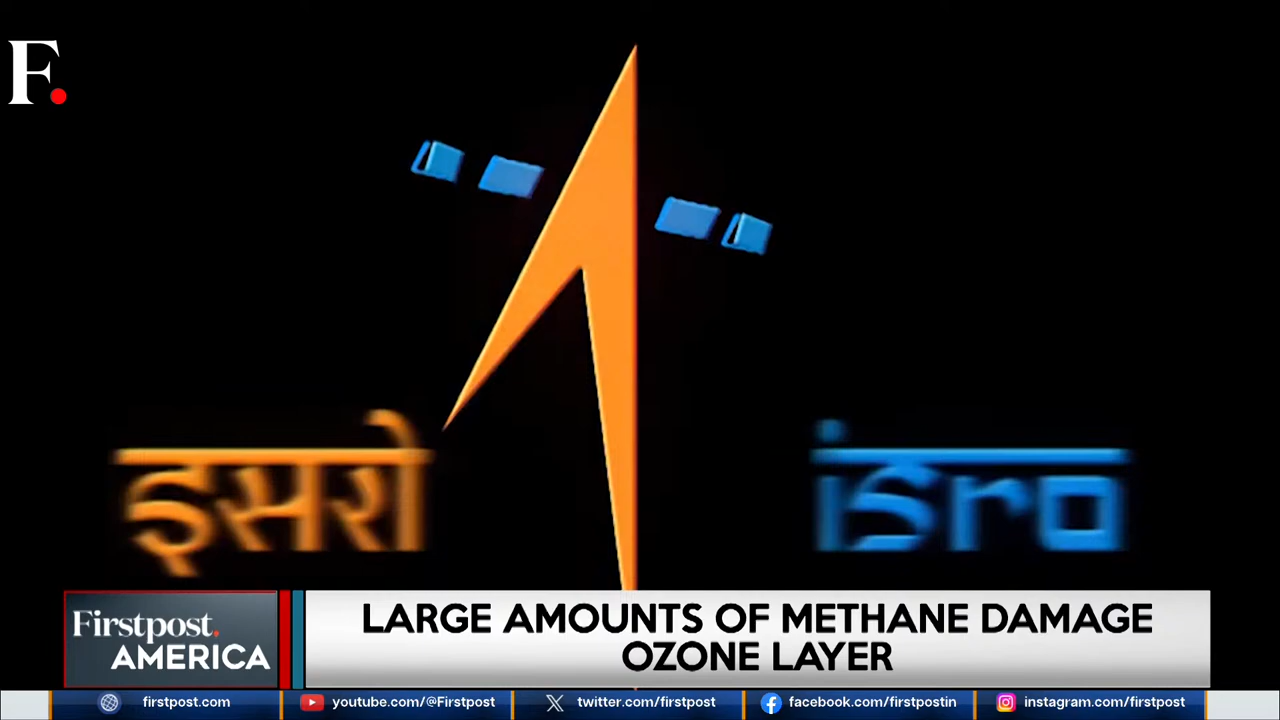 F.
इसरो
isro
Firstpost.
AMERICA
LARGE AMOUNTS OF METHANE DAMAGE
OZONE LAYER
firstpost.com
youtube.com/@Firstpost
twitter.com/firstpost
facebook.com/firstpostin
instagram.com/firstpost